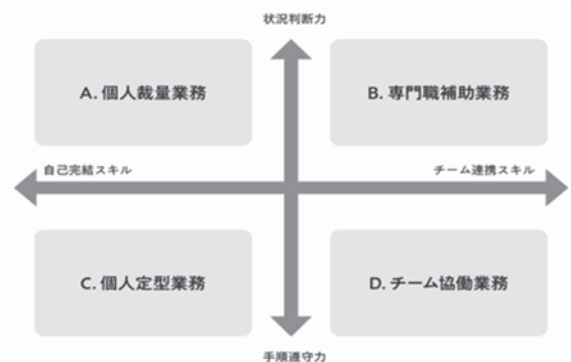 状況判断力
A. 個人裁量業務
B. 専門職補助業務
自己完結スキル
チーム連携スキル
C. 個人定型業務
D. チーム協働業務
手順遵守力